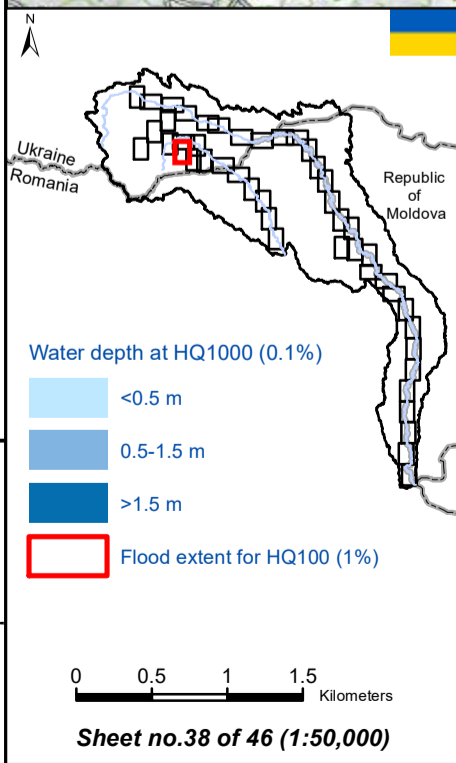 N
Ukraine
Romania
Republic
of
Moldova
Water depth at HQ1000 (0.1%)
<0.5 m
0.5-1.5 m
>1.5 m
Flood extent for HQ100 (1%)
0 0.5 1 1.5
Kilometers
Sheet no.38 of 46 (1:50,000)